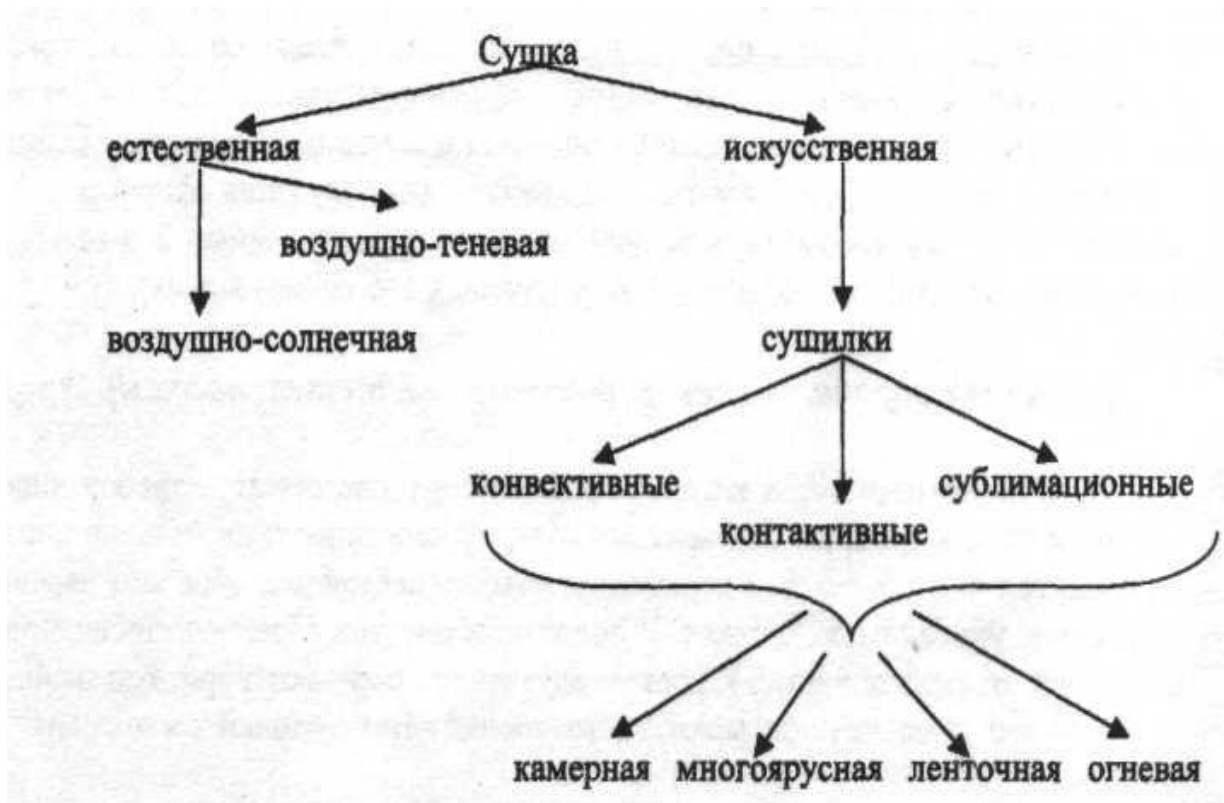 Сушка
естественная искусственная
воздушно-теневая
воздушно-солнечная сушилки
конвективные сублимационные
контактивные
камерная многоярусная ленточная огневая